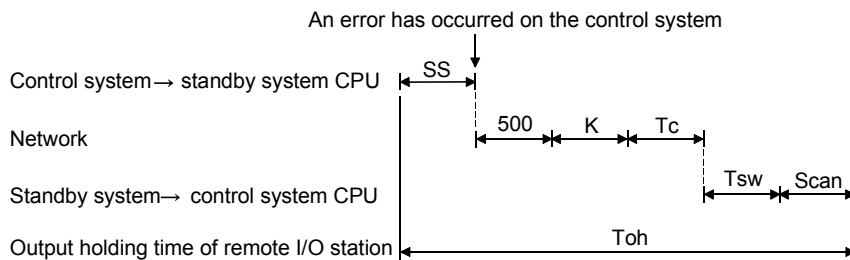 An error has occurred on the control system
Control system→ standby system CPU
SS
Network
500
K
Tc
Standby system→ control system CPU
Tsw
Scan
Output holding time of remote I/O station
Toh